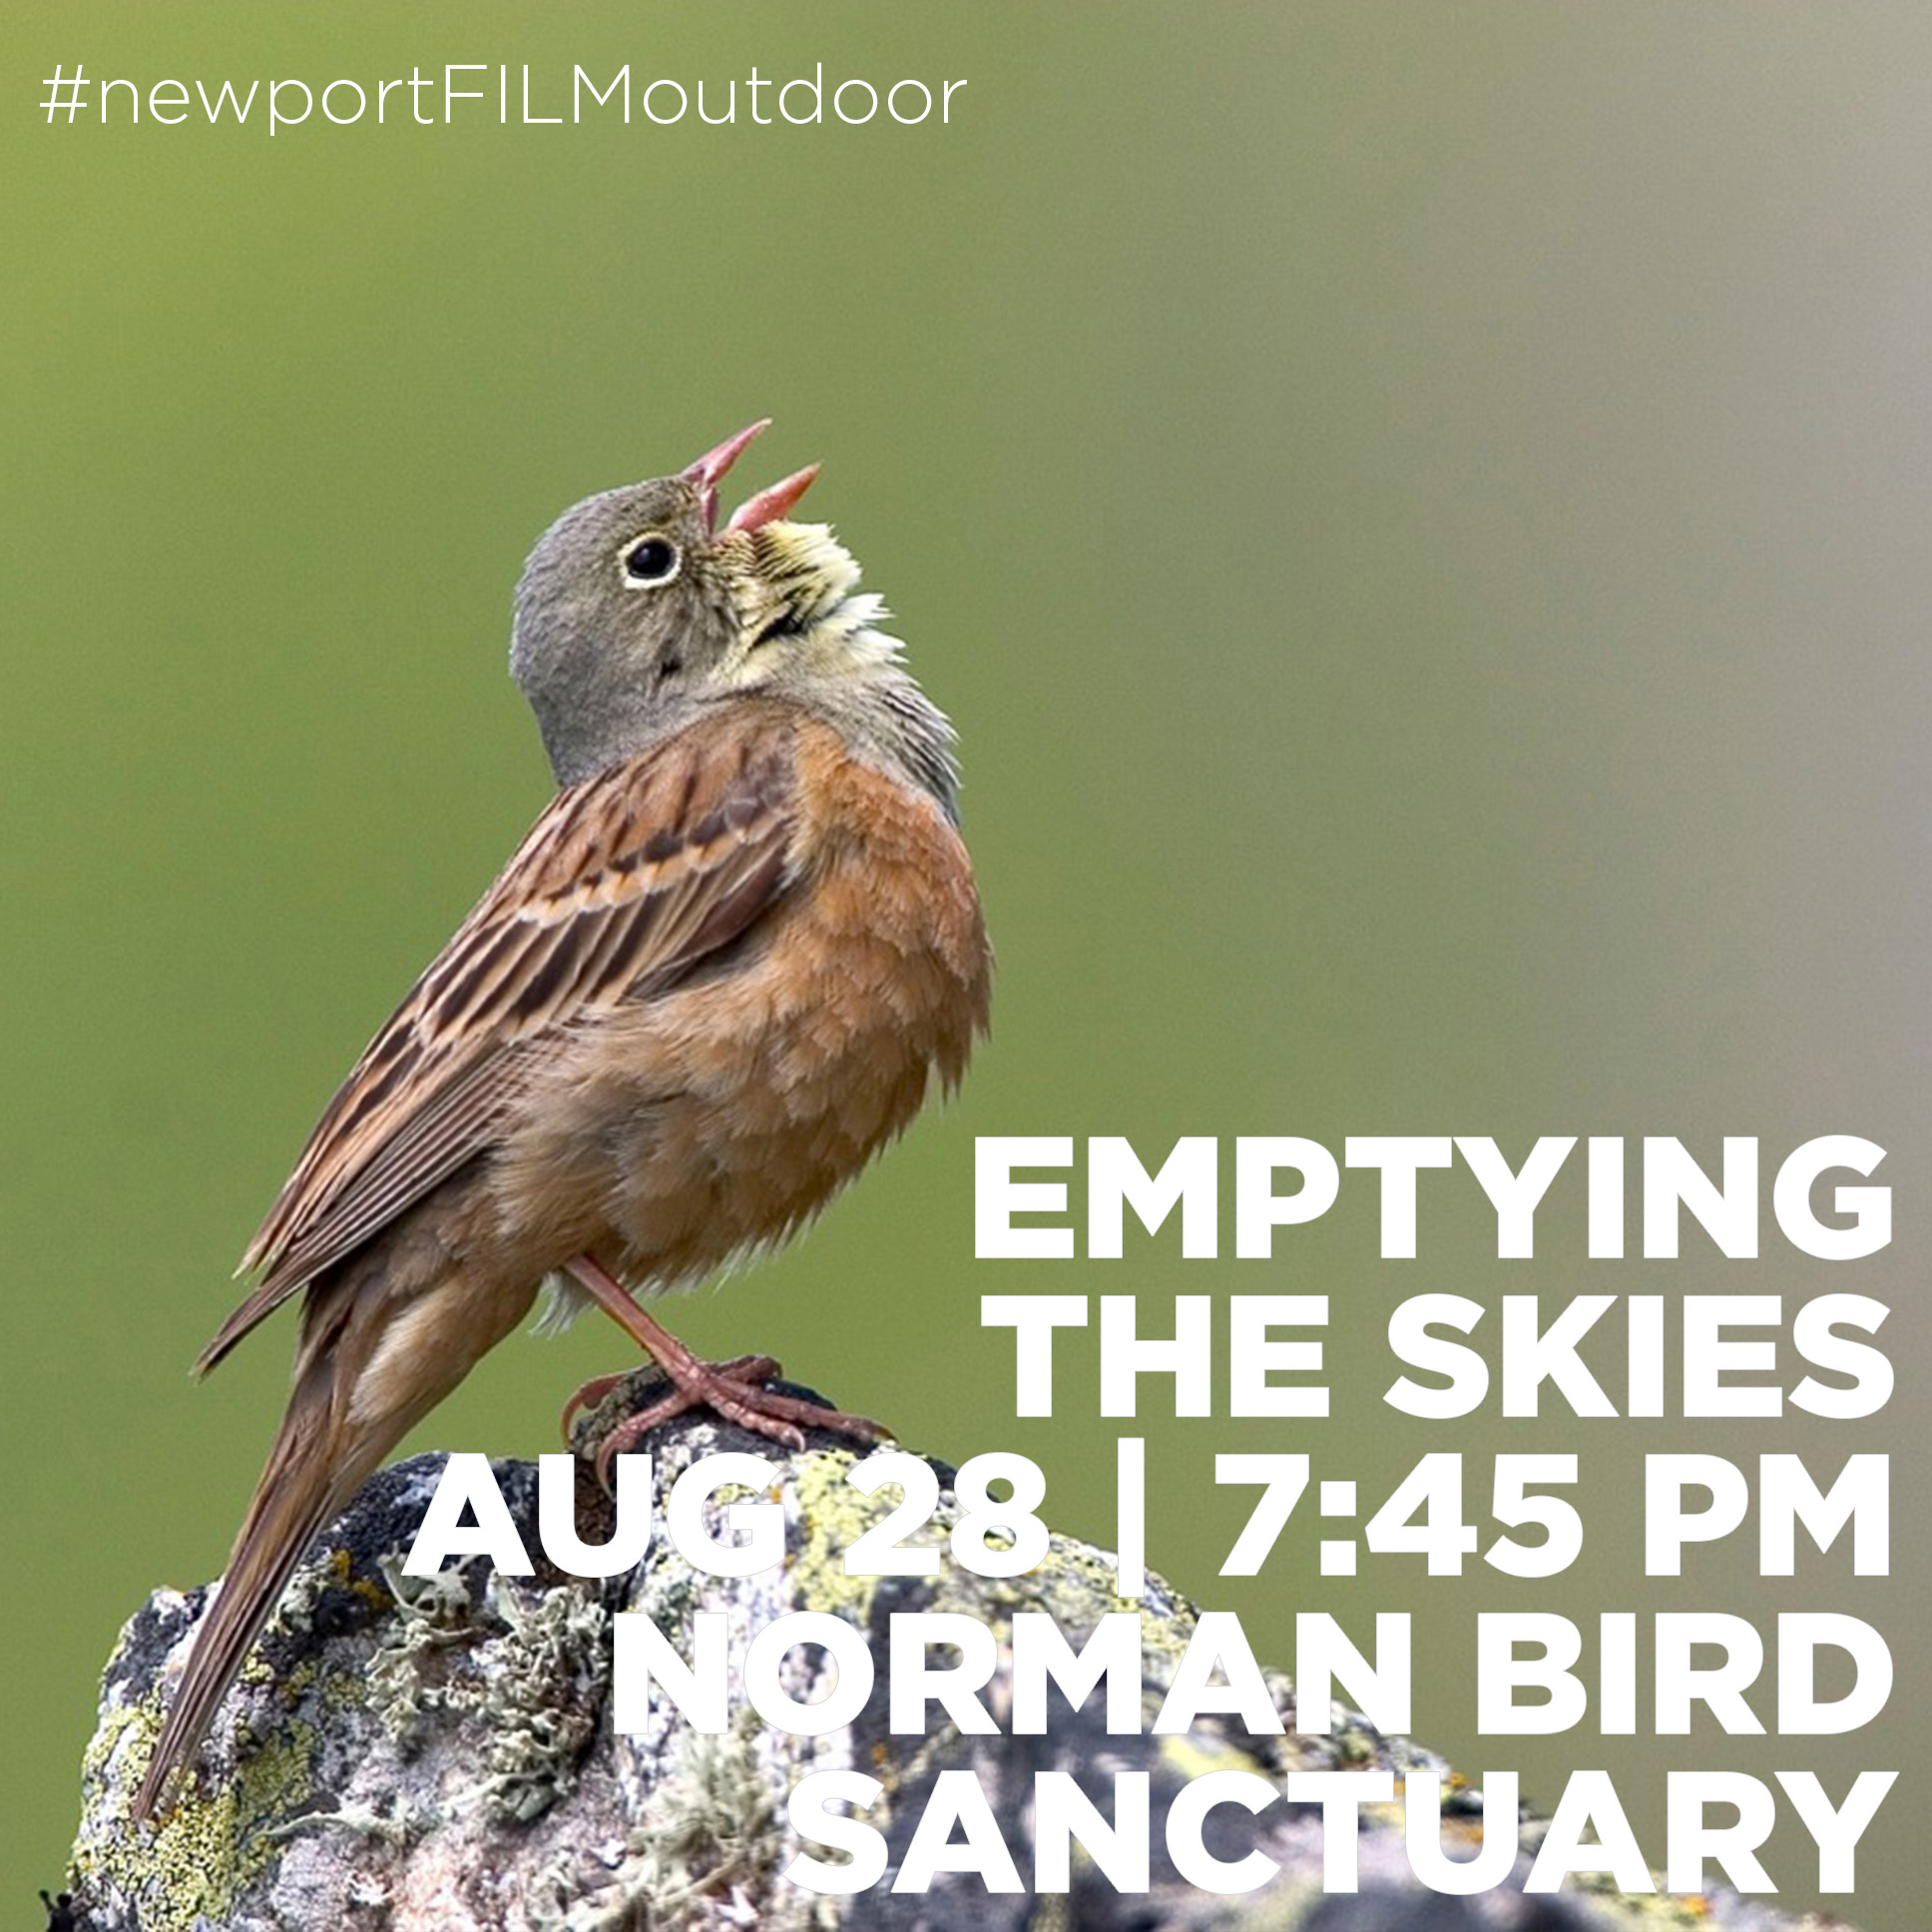 #newportFILMoutdoor
EMPTYING
THE SKIES
AUG 28 | 7:45 PM
NORMAN BIRD
SANCTUARY